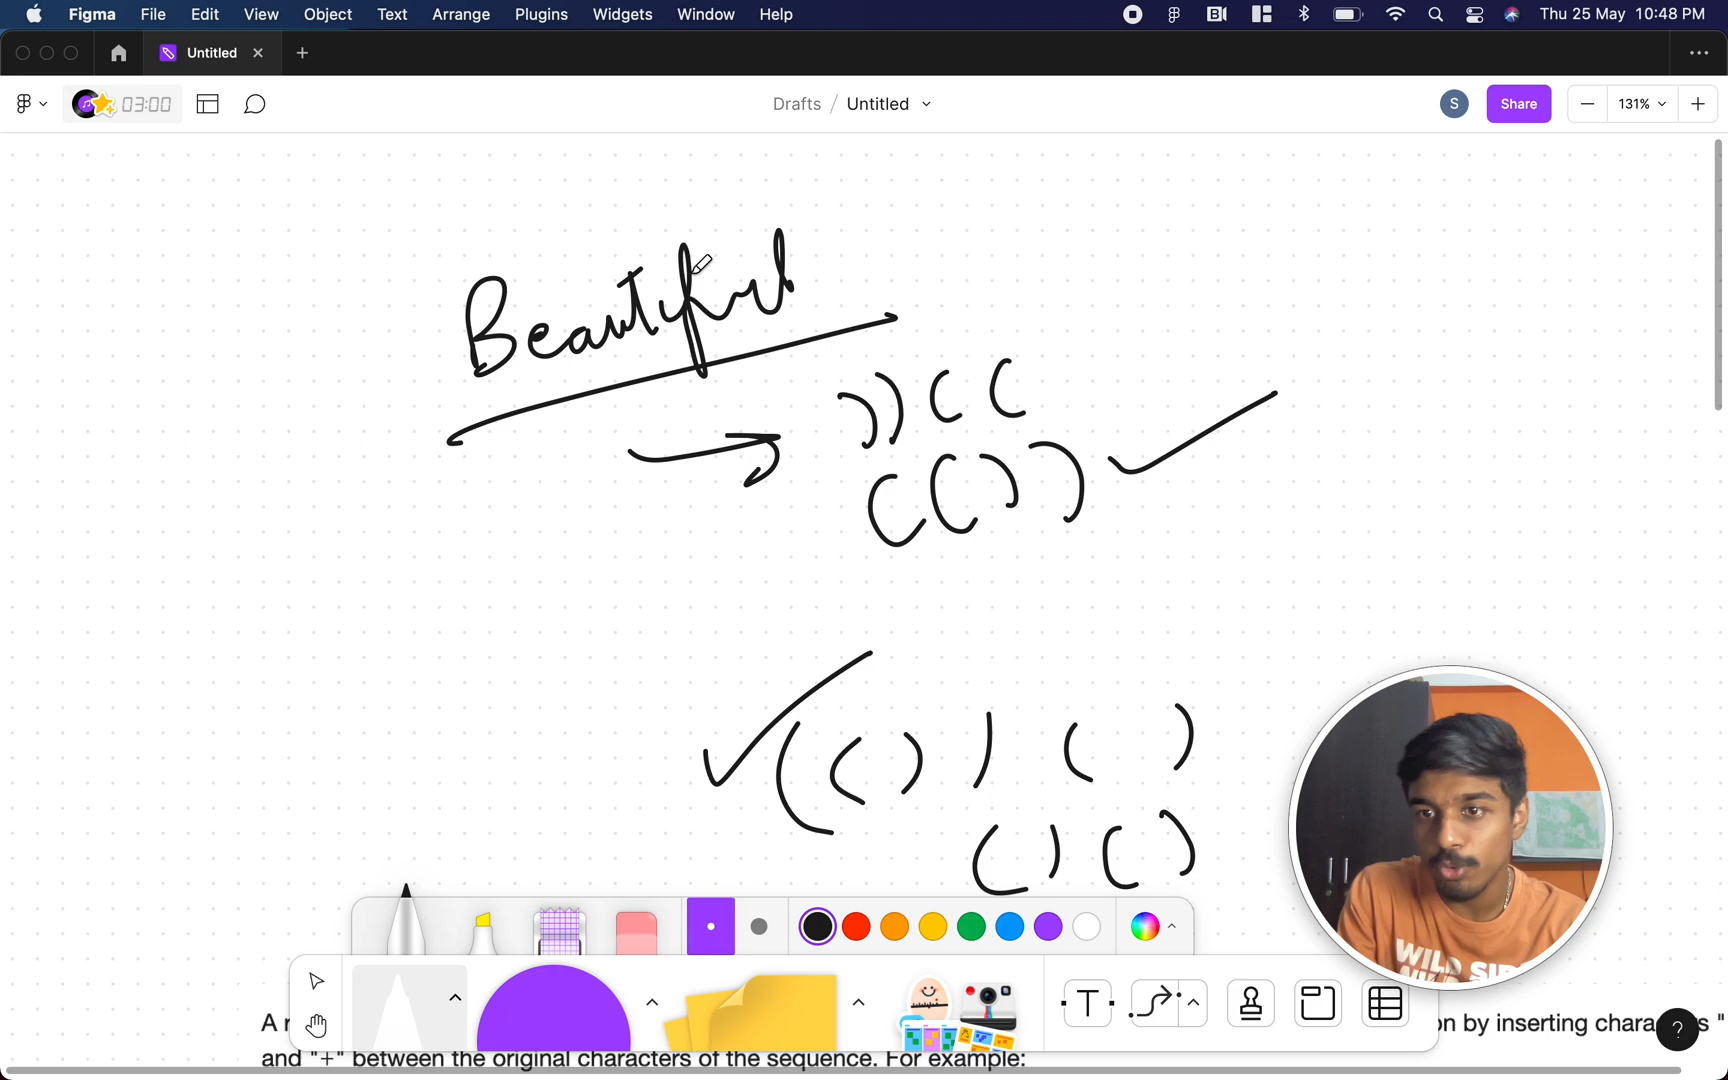 Figma File Edit View Object Text Arrange Plugins Widgets Window Help Thu 25 May 10:48 PM
Untitled
03:00 Drafts / Untitled S Share 131%
Beautiful
))((
(())
(())()
()()
T
WILD
?
on by inserting "
and "+" between the original characters of the sequence. For example: